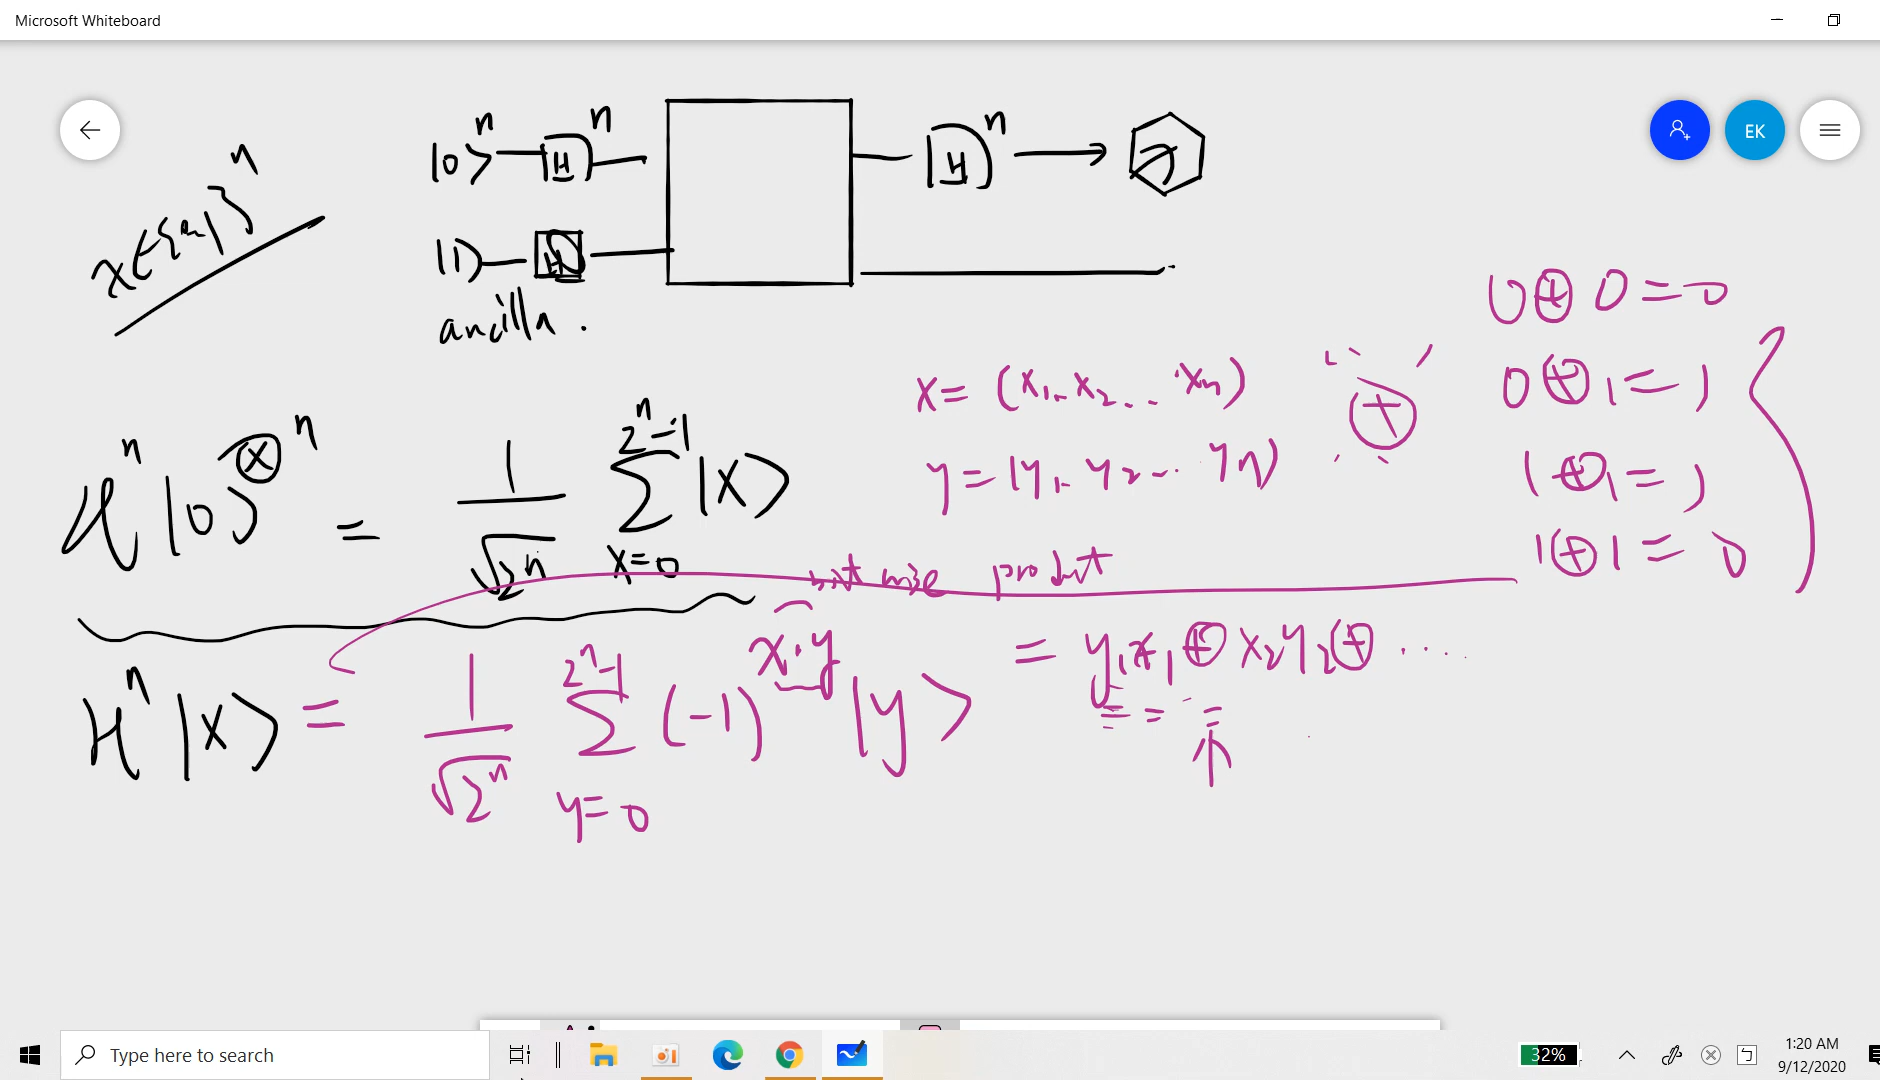 Microsoft Whiteboard
EK
|0⟩ⁿ — H ⁿ
H ⁿ →
|1⟩ — H
ancilla.
x ∈ {0,1}ⁿ
0 ⊕ 0 = 0
0 ⊕ 1 = 1
1 ⊕ 1 = 1
1 ⊕ 1 = 0
x = (x₁, x₂.. xₙ)
⊕
y = (y₁, y₂... yₙ)
Hⁿ |0⟩^⊗ n = 1/√2ⁿ ∑_{x=0}^{2ⁿ-1} |x⟩
bit wise product
Hⁿ |x⟩ = 1/√2ⁿ ∑_{y=0}^{2ⁿ-1} (-1)^{x·y} |y⟩
= y₁x₁ ⊕ x₂y₂ ⊕ ....
Type here to search
32%
1:20 AM
9/12/2020